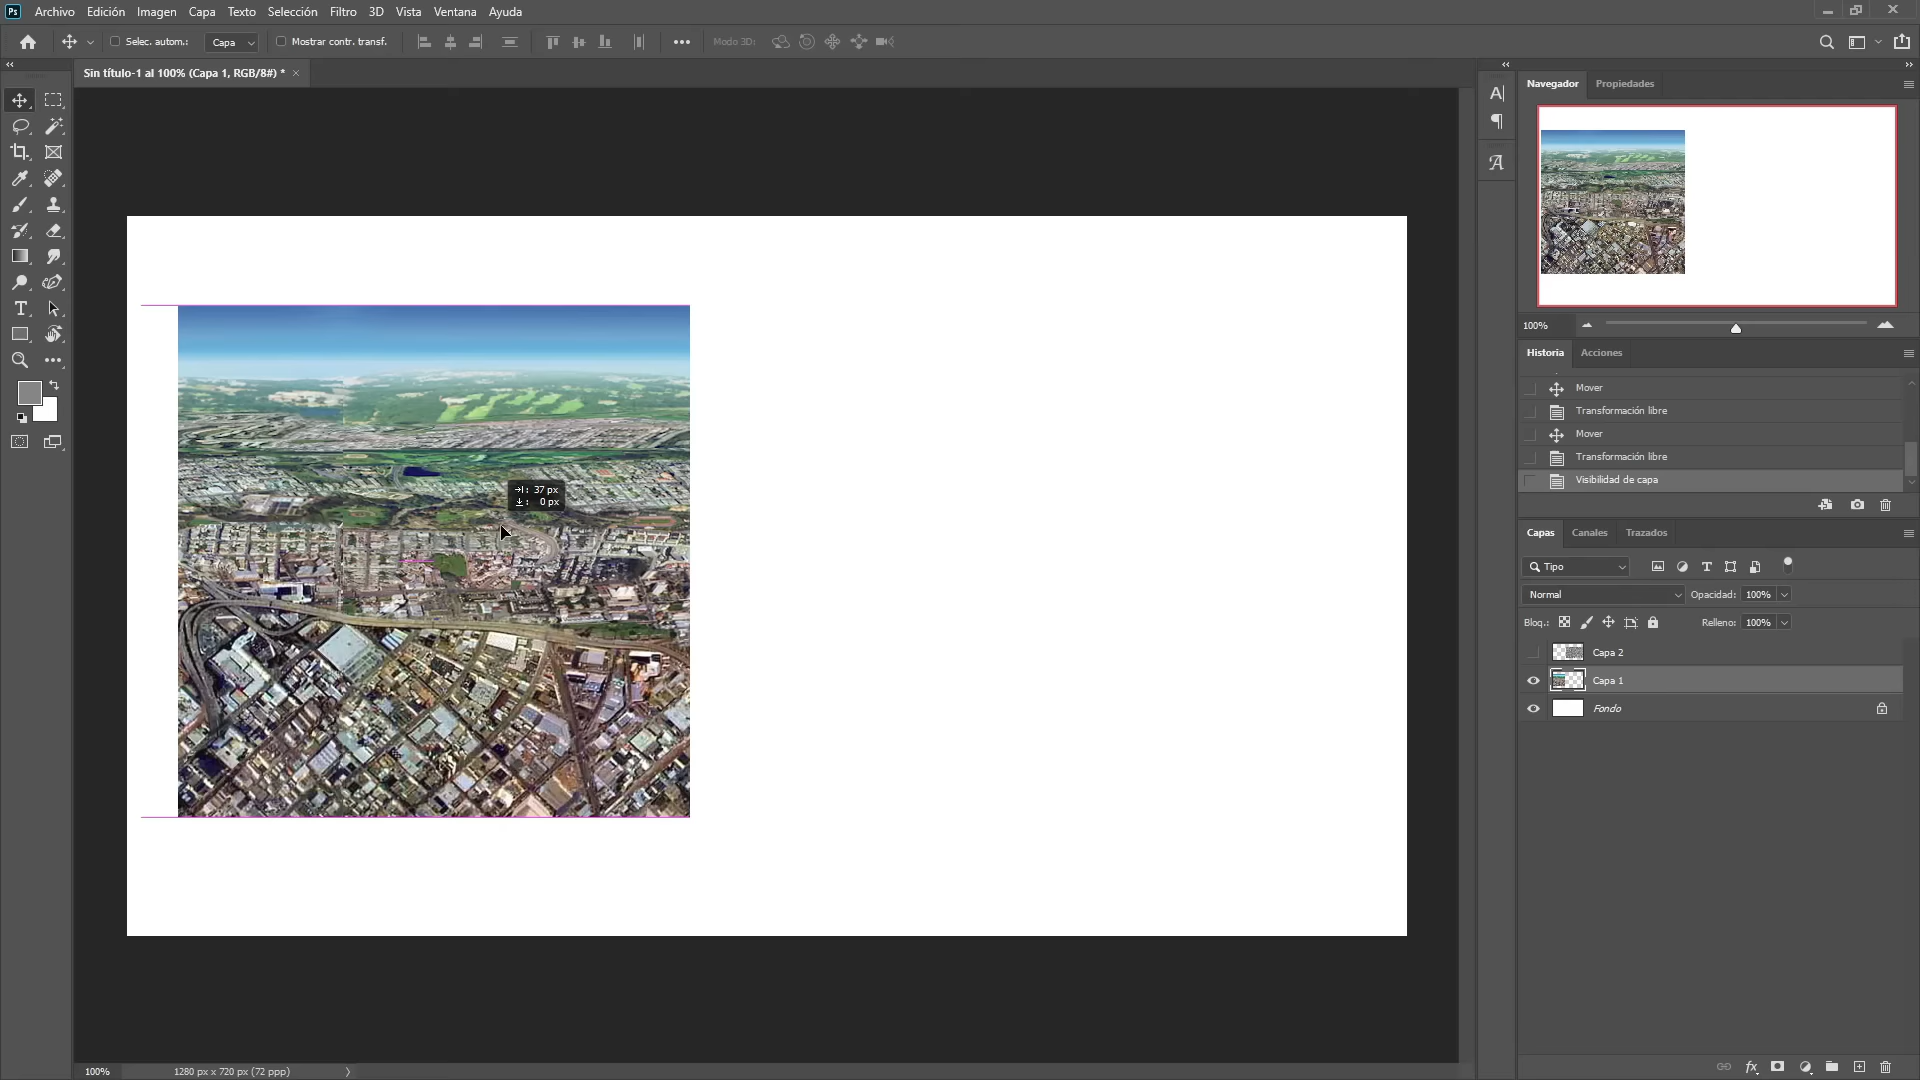 Ps Archivo Edición Imagen Capa Texto Selección Filtro 3D Vista Ventana Ayuda
Selec. autom.: Capa Mostrar contr. transf. Modo 3D:
Sin título-1 al 100% (Capa 1, RGB/8#) *
Navegador Propiedades
100%
Historia Acciones
Mover
Transformación libre
Mover
Transformación libre
Visibilidad de capa
37 px
0 px
Capas Canales Trazados
Tipo
Normal Opacidad: 100%
Bloq.: Relleno: 100%
Capa 2
Capa 1
Fondo
100% 1280 px x 720 px (72 ppp)